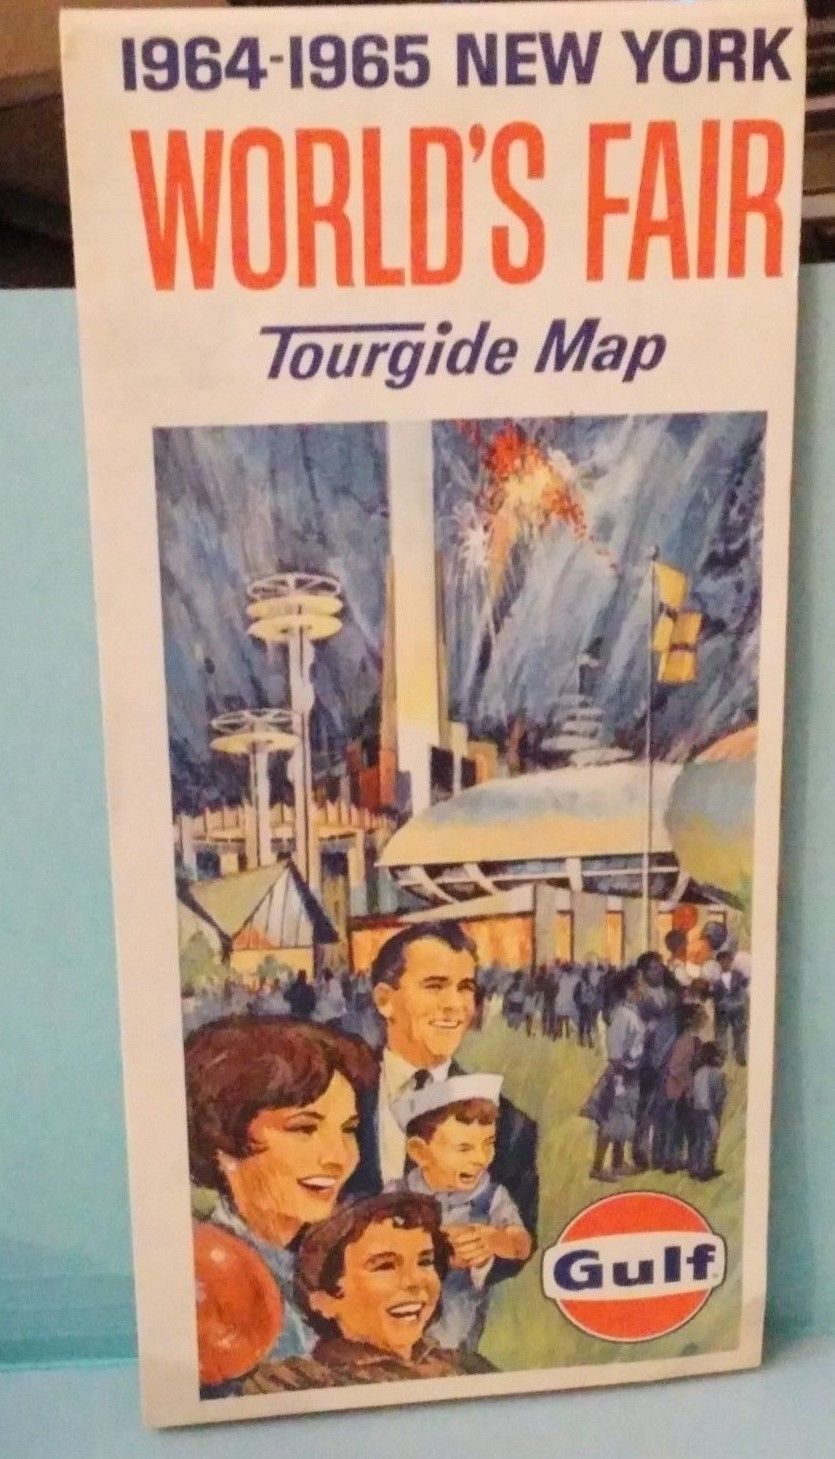 1964-1965 NEW YORK
WORLD'S FAIR
Tourgide Map
Gulf